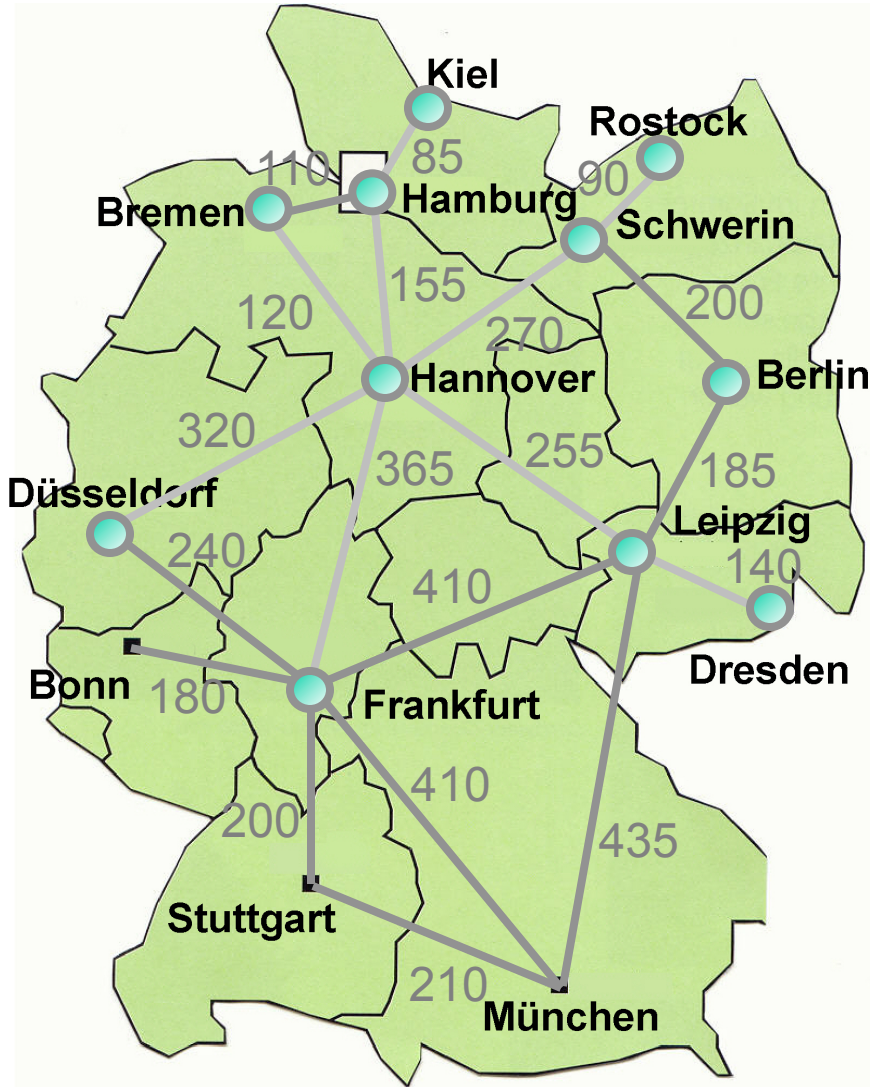 Kiel
Rostock
110
85
90
Bremen
Hamburg
Schwerin
155
200
120
270
Hannover
Berlin
320
255
365
185
Düsseldorf
Leipzig
240
140
410
Dresden
Bonn
180
Frankfurt
410
200
435
Stuttgart
210
München